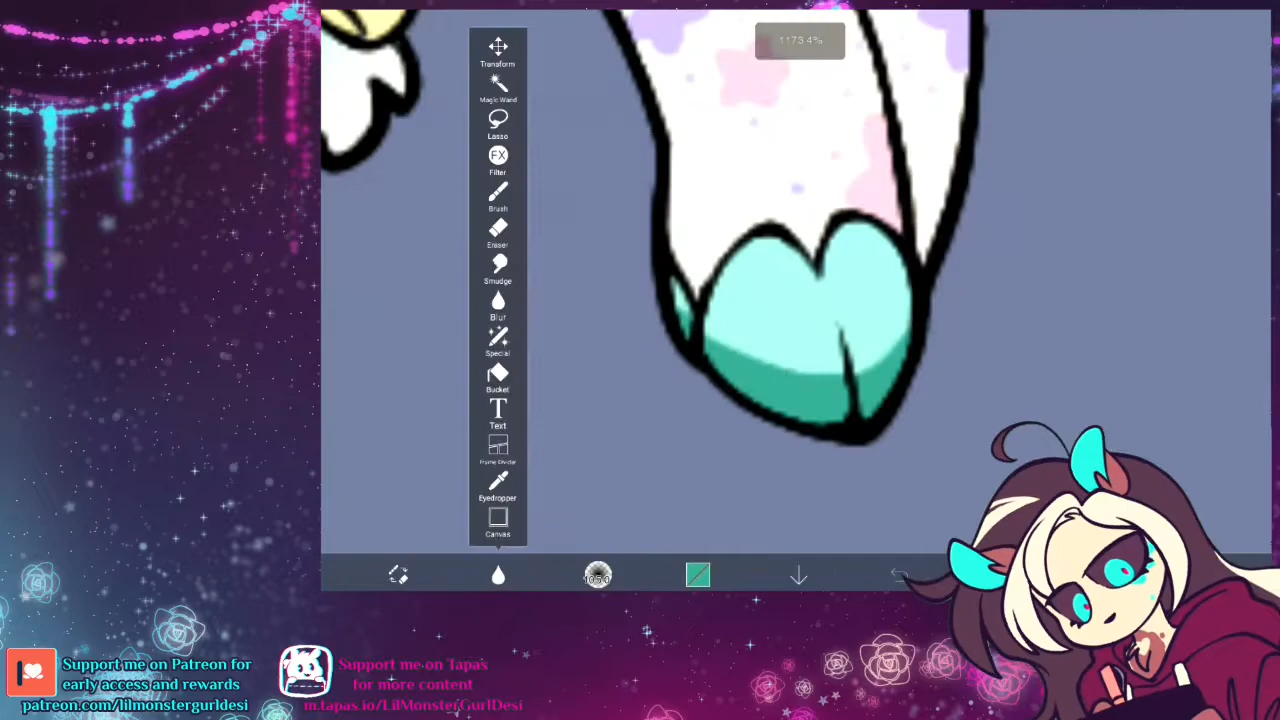 1173.4%
Transform
Magic Wand
Lasso
FX
Filter
Brush
Eraser
Smudge
Blur
Special
Bucket
T
Text
Frame Divider
Eyedropper
Canvas
105.0
Support me on Patreon for
early access and rewards
patreon.com/lilmonstergurldesi
Support me on Tapas
for more content
m.tapas.io/LilMonsterGurlDesi